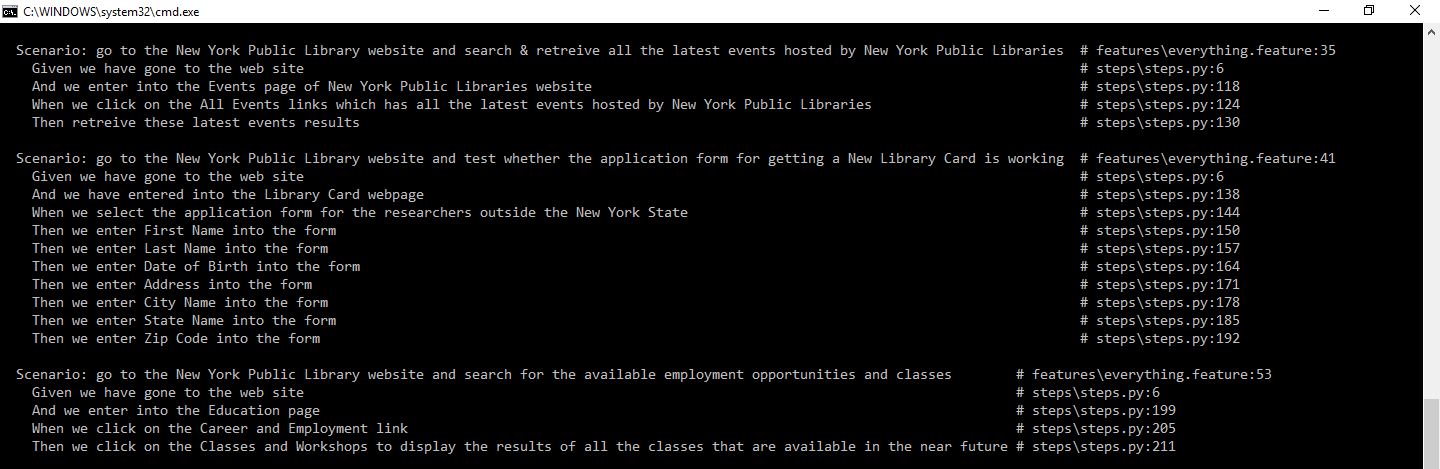 C:\WINDOWS\system32\cmd.exe
Scenario: go to the New York Public Library website and search & retreive all the latest events hosted by New York Public Libraries # features\everything.feature:35
Given we have gone to the web site # steps\steps.py:6
And we enter into the Events page of New York Public Libraries website # steps\steps.py:118
When we click on the All Events links which has all the latest events hosted by New York Public Libraries # steps\steps.py:124
Then retreive these latest events results # steps\steps.py:130
Scenario: go to the New York Public Library website and test whether the application form for getting a New Library Card is working # features\everything.feature:41
Given we have gone to the web site # steps\steps.py:6
And we have entered into the Library Card webpage # steps\steps.py:138
When we select the application form for the researchers outside the New York State # steps\steps.py:144
Then we enter First Name into the form # steps\steps.py:150
Then we enter Last Name into the form # steps\steps.py:157
Then we enter Date of Birth into the form # steps\steps.py:164
Then we enter Address into the form # steps\steps.py:171
Then we enter City Name into the form # steps\steps.py:178
Then we enter State Name into the form # steps\steps.py:185
Then we enter Zip Code into the form # steps\steps.py:192
Scenario: go to the New York Public Library website and search for the available employment opportunities and classes # features\everything.feature:53
Given we have gone to the web site # steps\steps.py:6
And we enter into the Education page # steps\steps.py:199
When we click on the Career and Employment link # steps\steps.py:205
Then we click on the Classes and Workshops to display the results of all the classes that are available in the near future # steps\steps.py:211